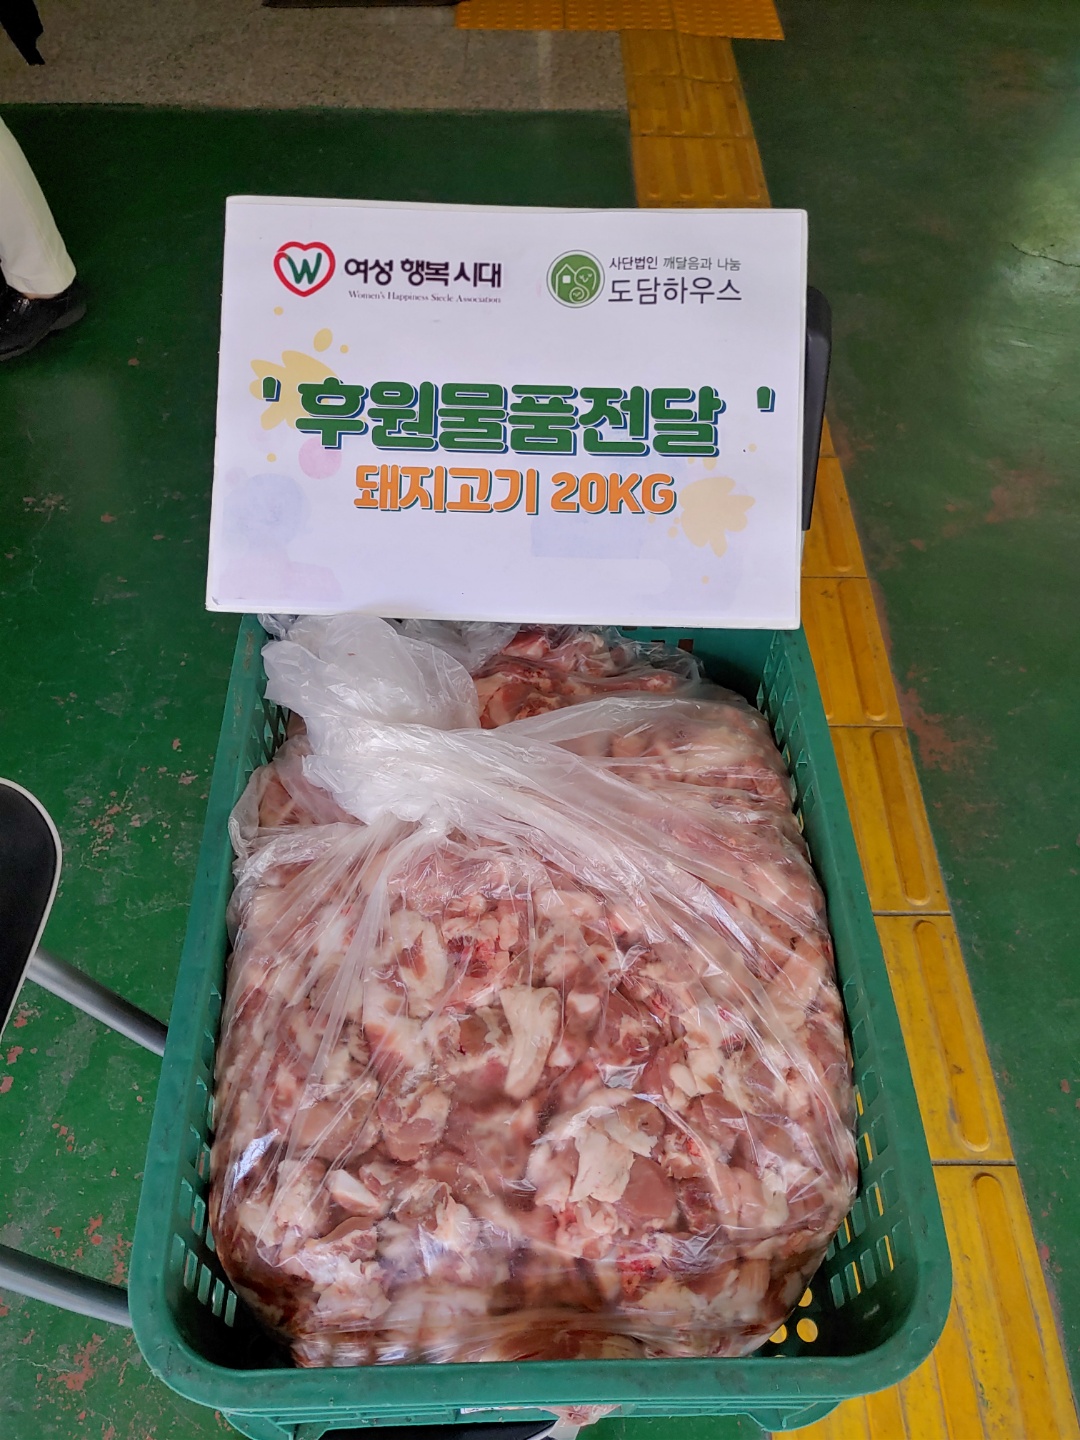 W 여성 행복 시대
Women's Happiness Siecle Association
사단법인 깨달음과 나눔
도담하우스
' 후원물품전달 '
돼지고기 20KG